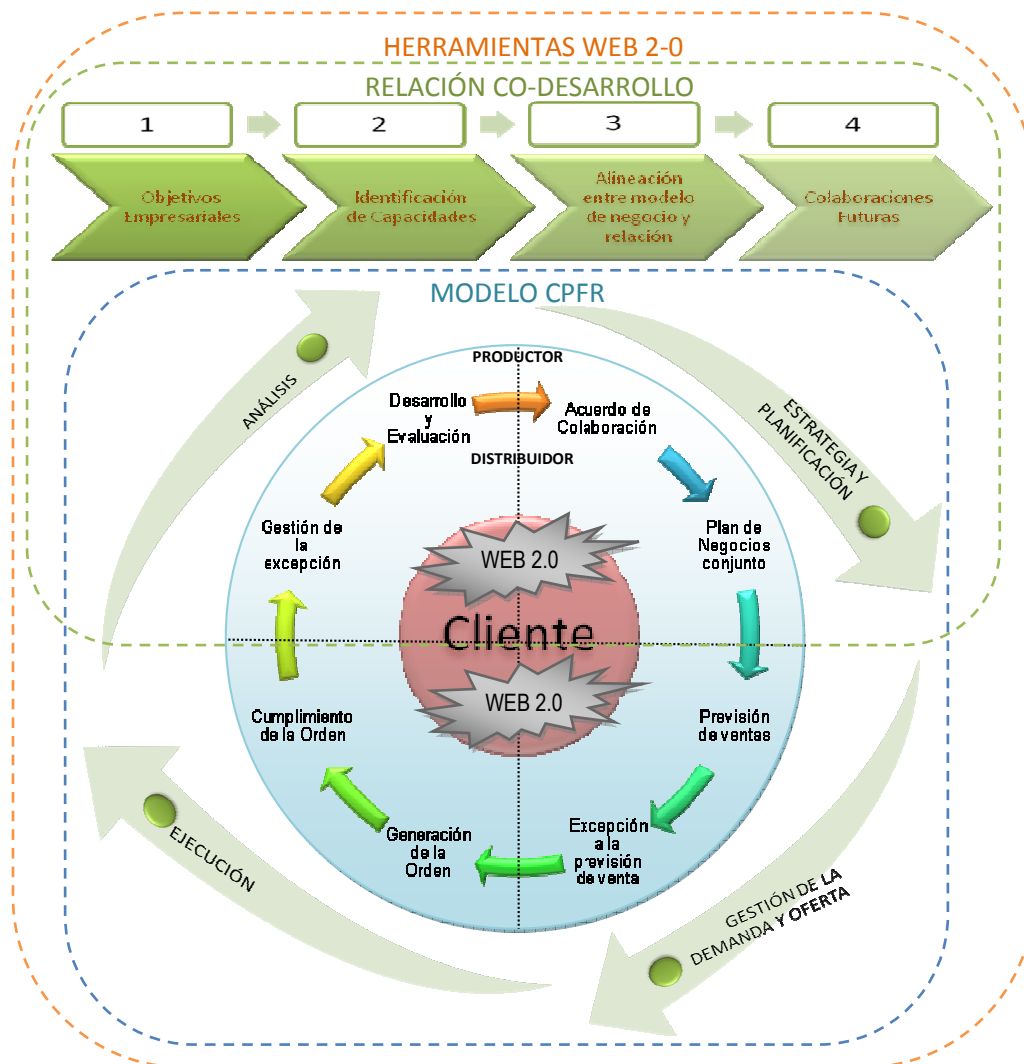 HERRAMIENTAS WEB 2-0
RELACIÓN CO-DESARROLLO
1
2
3
4
Objetivos
Empresariales
Identificación
de Capacidades
Alineación
entre modelo
de negocio y
relación
Colaboraciones
Futuras
MODELO CPFR
ANÁLISIS
ESTRATEGIA Y
PLANIFICACIÓN
PRODUCTOR
DISTRIBUIDOR
Desarrollo
y
Evaluación
Acuerdo de
Colaboración
Gestión de
la
excepción
Plan de
Negocios
conjunto
WEB 2.0
Cliente
WEB 2.0
Cumplimiento
de la Orden
Previsión
de ventas
Generación
de la
Orden
Excepción
a la
previsión
de venta
EJECUCIÓN
GESTIÓN DE LA
DEMANDA Y OFERTA